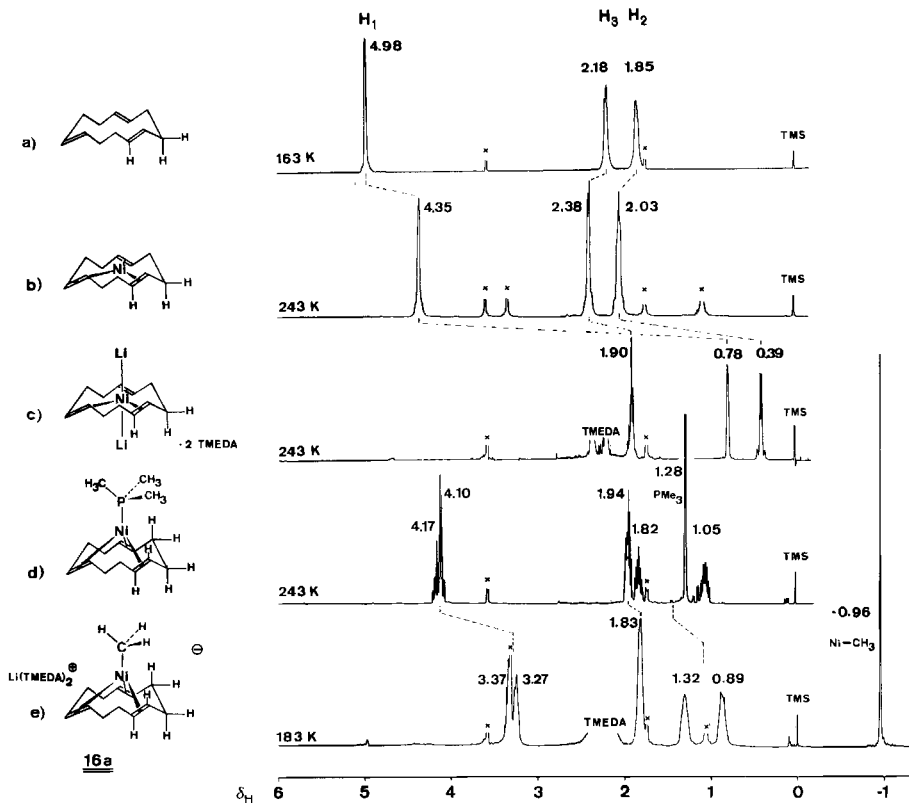 H₁ H₃ H₂
4.98
2.18 1.85
a)
H
H H
163 K
x
x
TMS
4.35
2.38 2.03
b)
Ni
H
H H
243 K
x x
x x
TMS
Li
c)
Ni
H
H H
Li
· 2 TMEDA
243 K
x
TMEDA
1.90
x
0.78 0.39
TMS
H₃C CH₃
P CH₃
Ni H
H
H
H H
d)
4.17 4.10
243 K
x
1.94 1.82
x
1.28
PMe₃
1.05
TMS
H
C H
H
⊖
Li(TMEDA)₂⊕
Ni H
H
H
H H
e)
16a
3.37 3.27
183 K
x
x
TMEDA
1.83
x
1.32 0.89
x
TMS
-0.96
Ni-CH₃
δH 6 5 4 3 2 1 0 -1